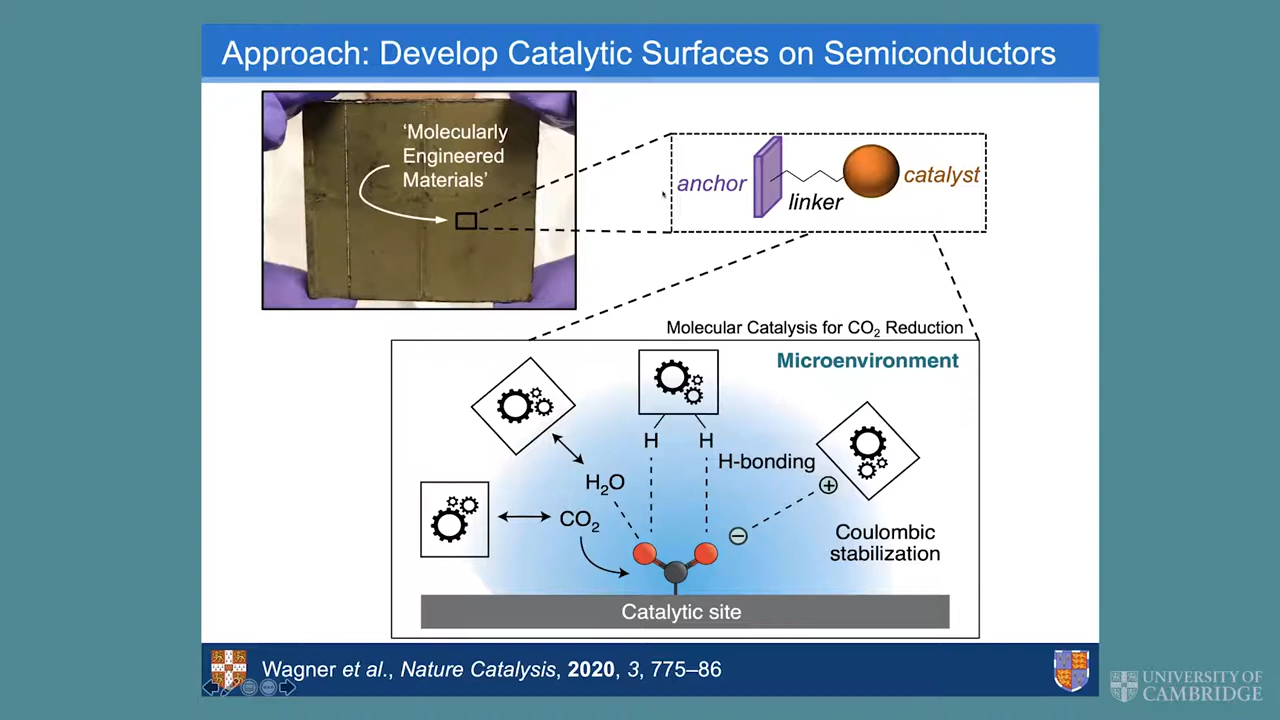 Approach: Develop Catalytic Surfaces on Semiconductors
‘Molecularly
Engineered
Materials’
anchor
linker
catalyst
Molecular Catalysis for CO₂ Reduction
Microenvironment
H H
H-bonding
H₂O
CO₂
+
−
Coulombic
stabilization
Catalytic site
Wagner et al., Nature Catalysis, 2020, 3, 775–86
UNIVERSITY OF
CAMBRIDGE